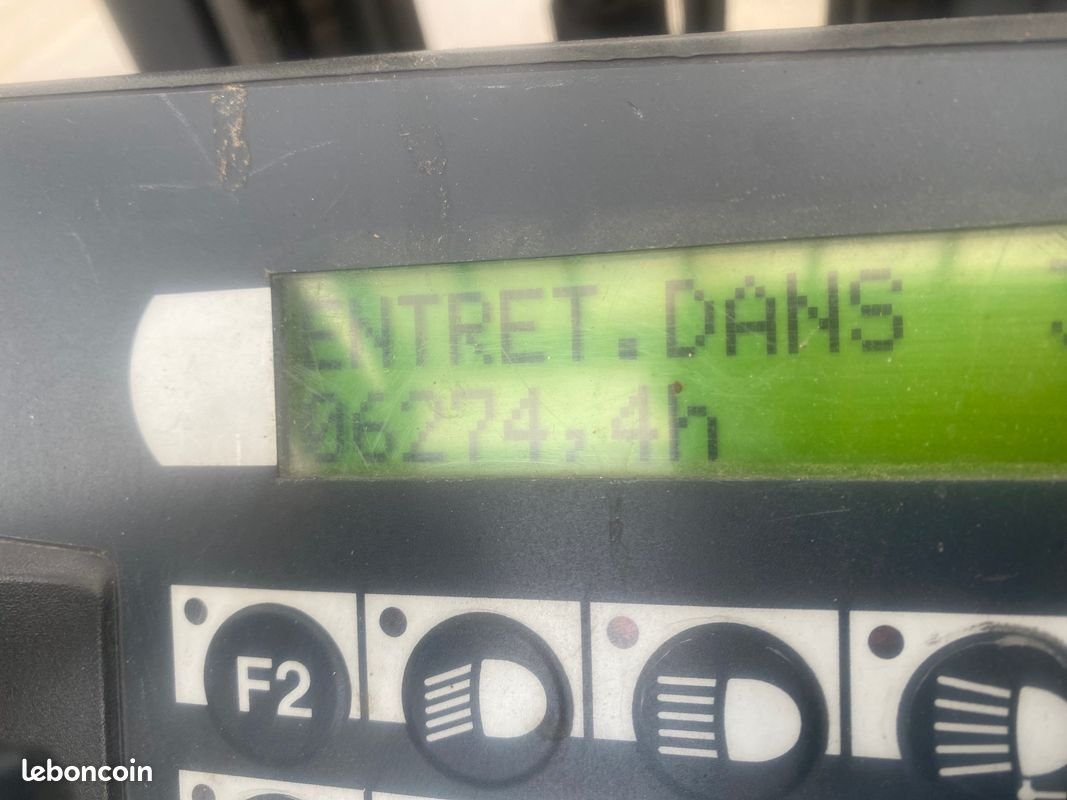 ENTRET.DANS
06274,4h
F2
leboncoin